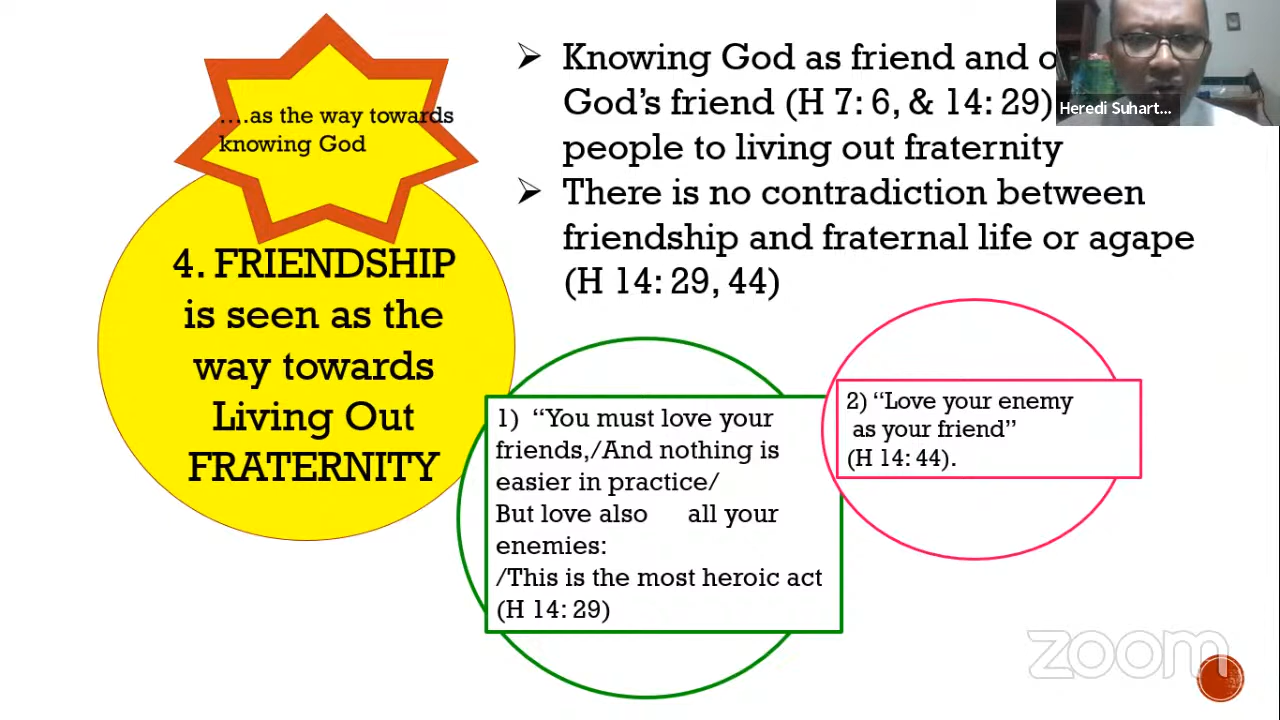 ....as the way towards
knowing God
4. FRIENDSHIP
is seen as the
way towards
Living Out
FRATERNITY
Knowing God as friend and
God's friend (H 7: 6, & 14: 29)
people to living out fraternity
There is no contradiction between
friendship and fraternal life or agape
(H 14: 29, 44)
1) “You must love your
friends,/And nothing is
easier in practice/
But love also all your
enemies:
/This is the most heroic act
(H 14: 29)
2) “Love your enemy
as your friend”
(H 14: 44).
Heredi Suhart...
zoom